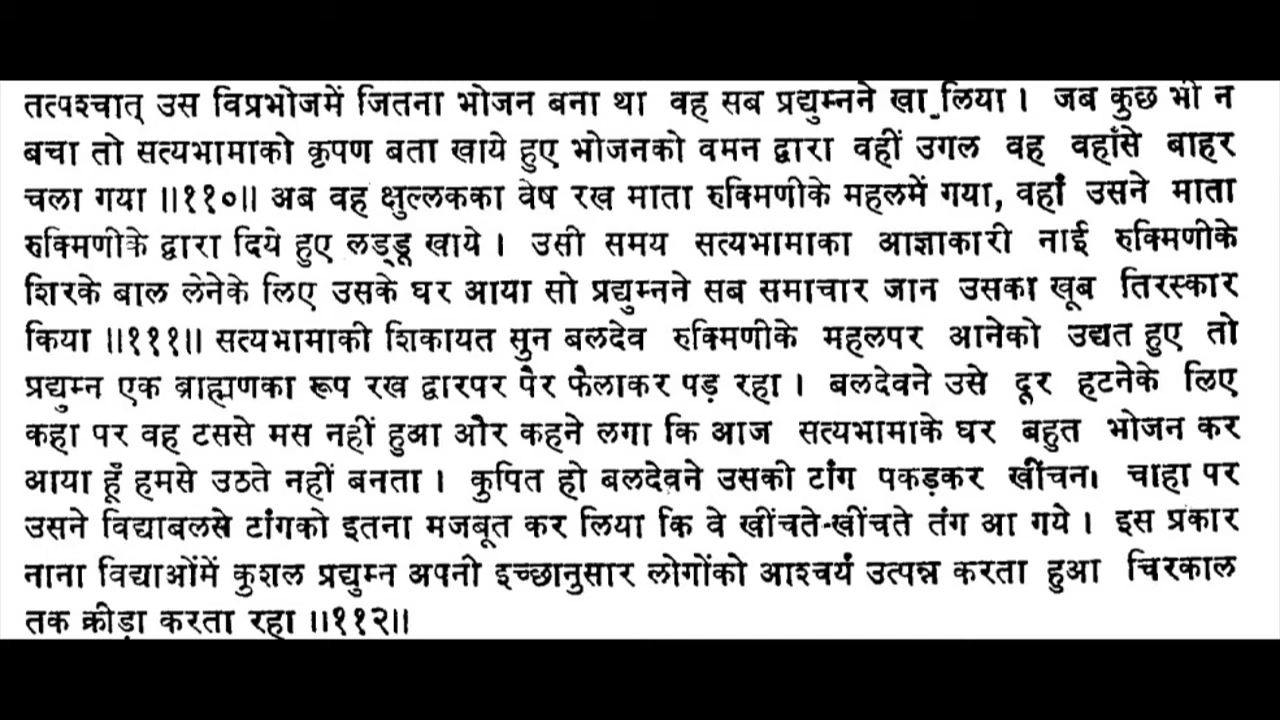 तत्पश्चात् उस विप्रभोजमें जितना भोजन बना था वह सब प्रद्युम्नने खा लिया । जब कुछ भी न
बचा तो सत्यभामाको कृपण बता खाये हुए भोजनको वमन द्वारा वहीं उगल वह वहाँसे बाहर
चला गया ॥११०॥ अब वह क्षुल्लकका वेष रख माता रुक्मिणीके महलमें गया, वहां उसने माता
रुक्मिणीके द्वारा दिये हुए लड्डू खाये । उसी समय सत्यभामाका आज्ञाकारी नाई रुक्मिणीके
शिरके बाल लेनेके लिए उसके घर आया सो प्रद्युम्नने सब समाचार जान उसका खूब तिरस्कार
किया ॥१११॥ सत्यभामाकी शिकायत सुन बलदेव रुक्मिणीके महलपर आनेको उद्यत हुए तो
प्रद्युम्न एक ब्राह्मणका रूप रख द्वारपर पैर फैलाकर पड़ रहा । बलदेवने उसे दूर हटनेके लिए
कहा पर वह टससे मस नहीं हुआ और कहने लगा कि आज सत्यभामाके घर बहुत भोजन कर
आया हूँ हमसे उठते नहीं बनता । कुपित हो बलदेवने उसको टांग पकड़कर खींचना चाहा पर
उसने विद्याबलसे टांगको इतना मजबूत कर लिया कि वे खींचते-खींचते तंग आ गये । इस प्रकार
नाना विद्याओंमें कुशल प्रद्युम्न अपनी इच्छानुसार लोगोंको आश्चर्य उत्पन्न करता हुआ चिरकाल
तक क्रीड़ा करता रहा ॥११२॥